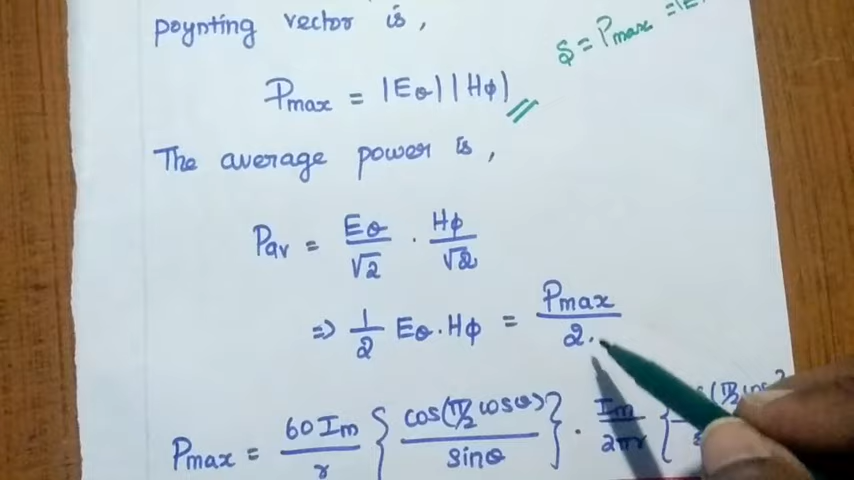 poynting vector is,
S = Pmax =
Pmax = |Eθ| |Hϕ|
The average power is,
Pav = Eθ/√2 · Hϕ/√2
⇒ 1/2 Eθ·Hϕ = Pmax/2.
Pmax = 60Im/r { cos(π/2 cosθ)/sinθ } · Im/2πr {